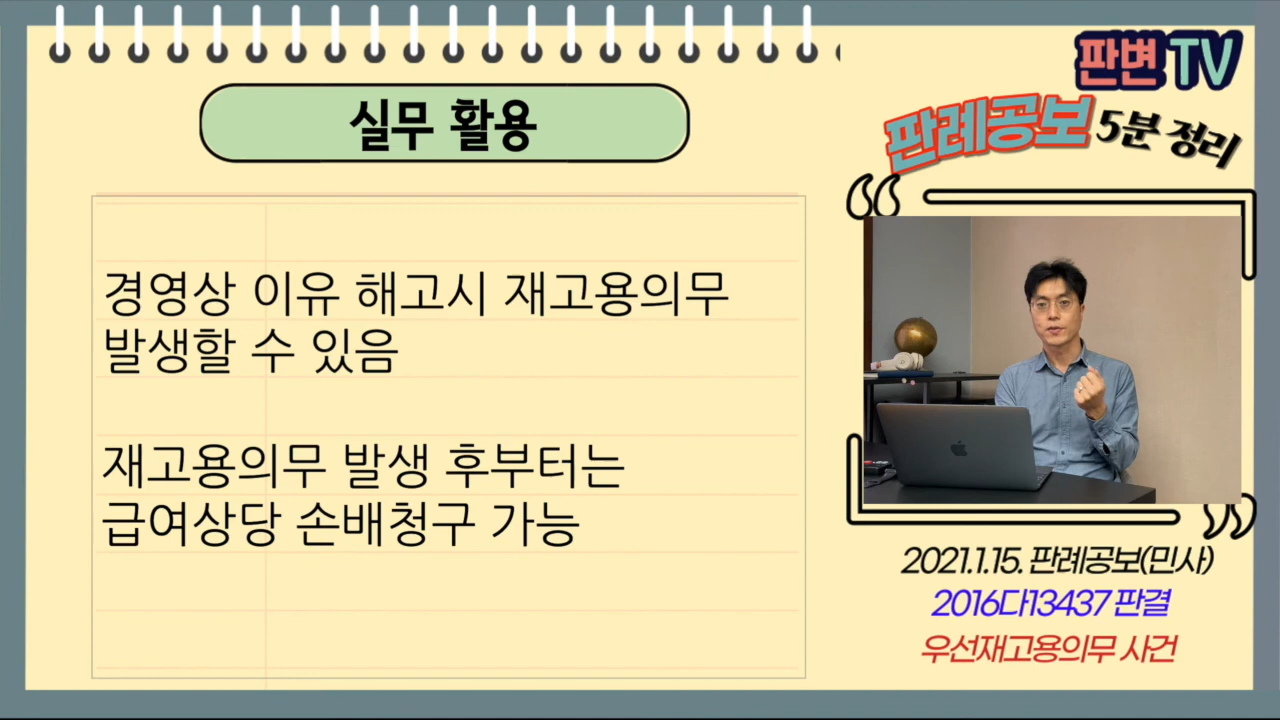 실무 활용
경영상 이유 해고시 재고용의무
발생할 수 있음
재고용의무 발생 후부터는
급여상당 손배청구 가능
판변 TV
판례공보 5분 정리
2021.1.15. 판례공보(민사)
2016다13437 판결
우선재고용의무 사건